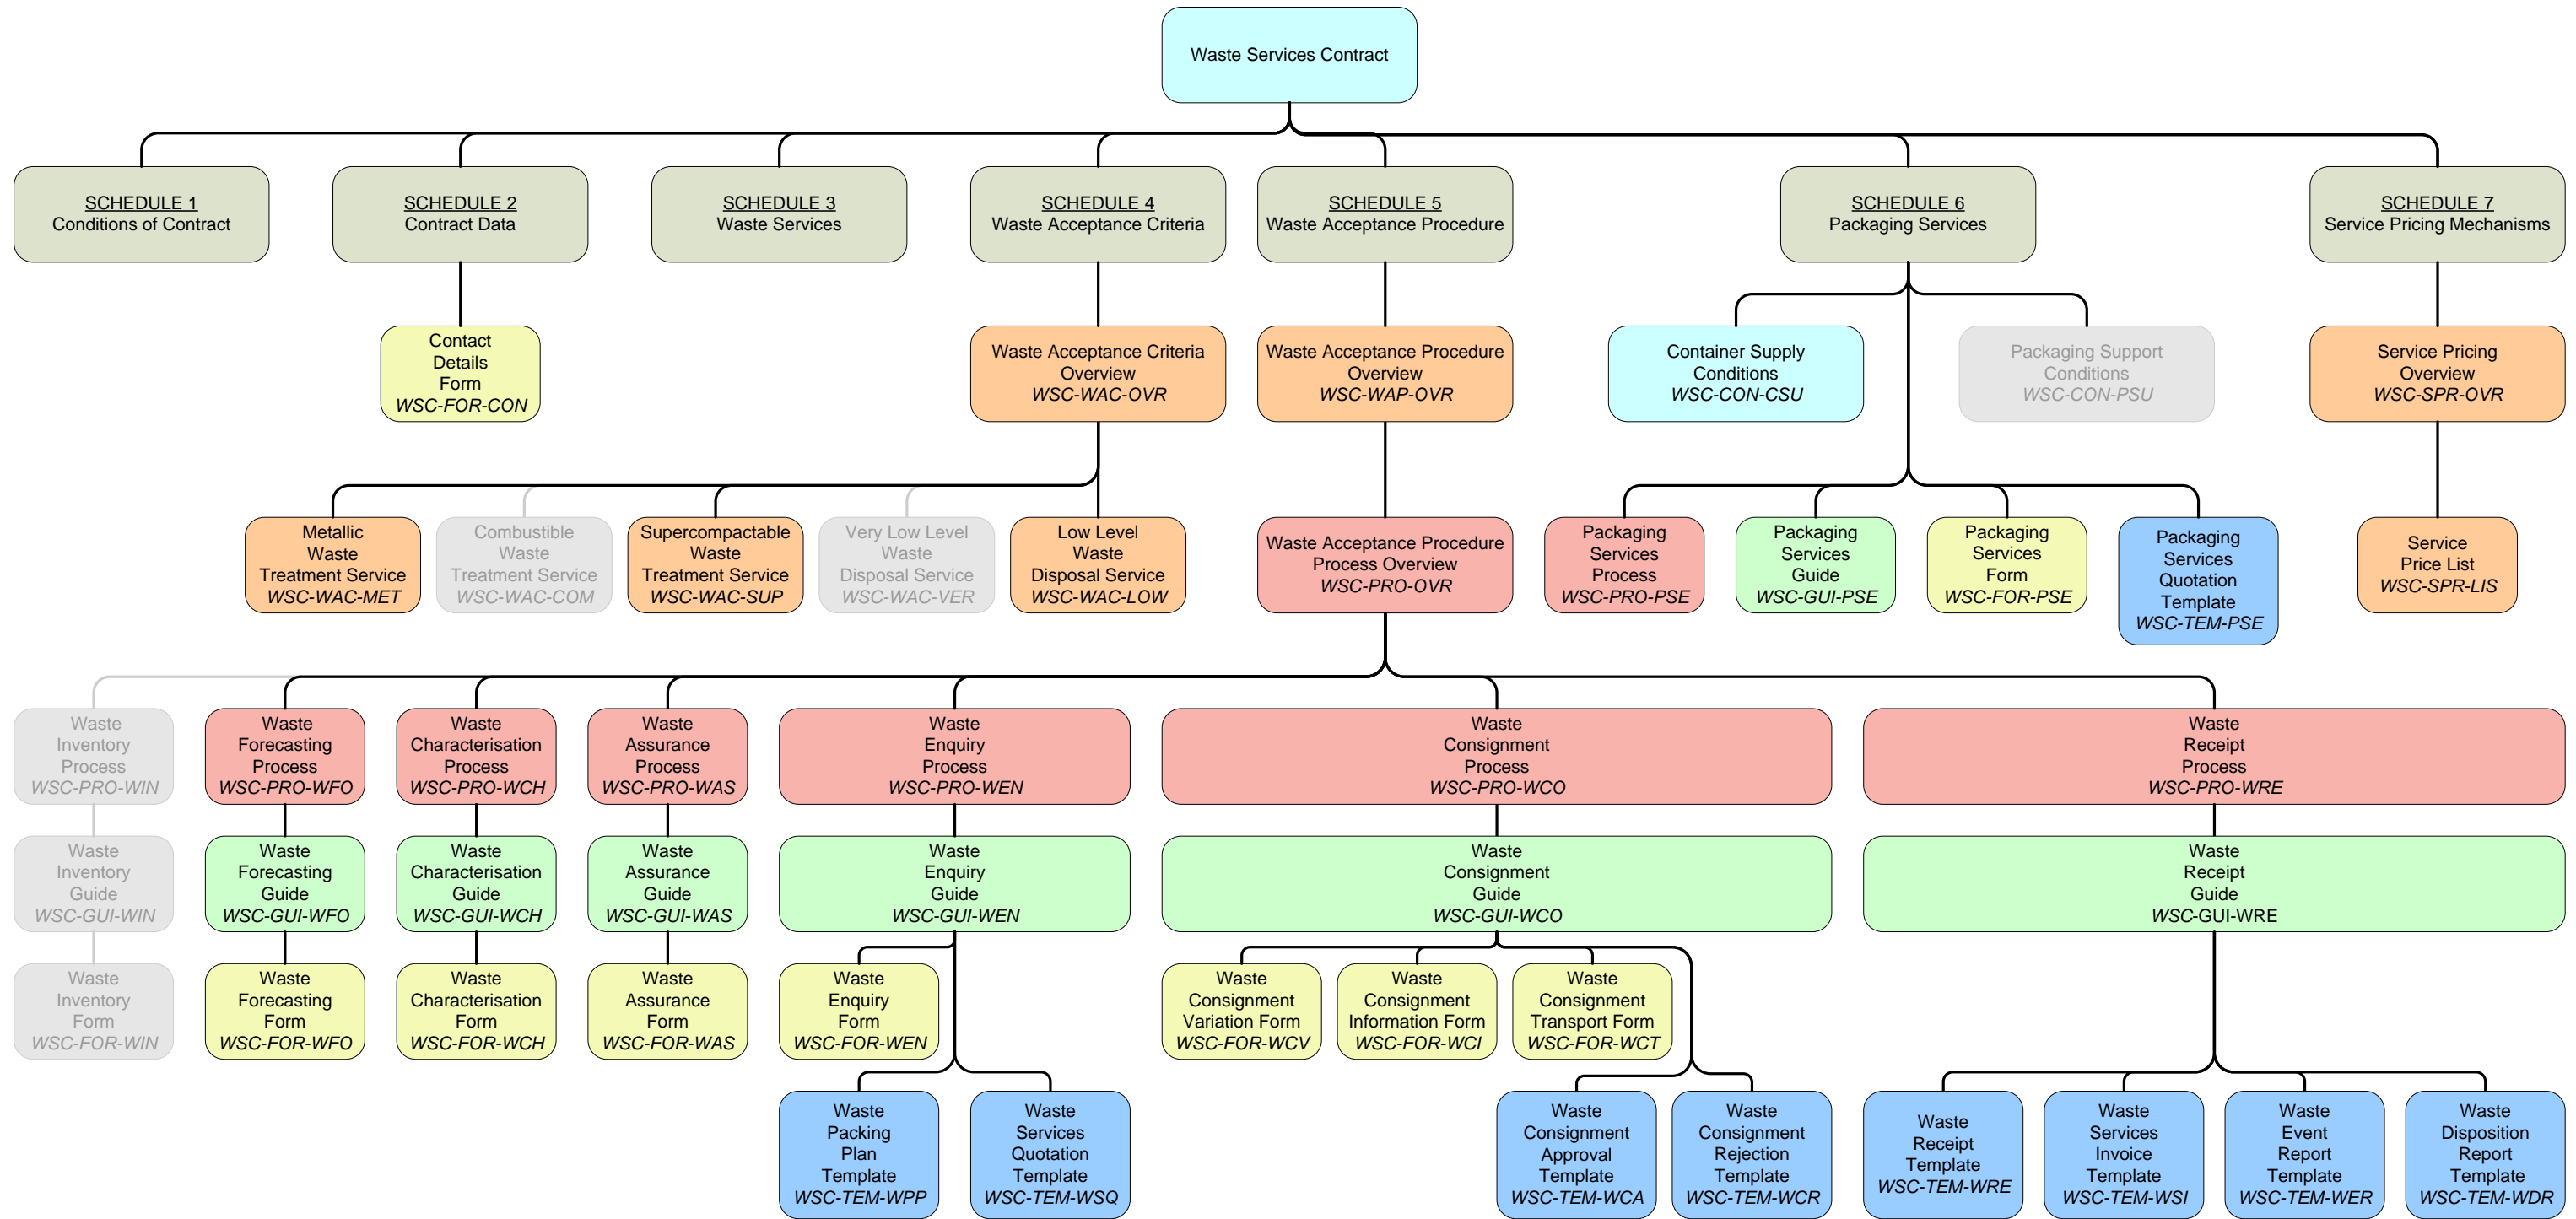 Waste Services Contract
SCHEDULE 1
Conditions of Contract
SCHEDULE 2
Contract Data
SCHEDULE 3
Waste Services
SCHEDULE 4
Waste Acceptance Criteria
SCHEDULE 5
Waste Acceptance Procedure
SCHEDULE 6
Packaging Services
SCHEDULE 7
Service Pricing Mechanisms
Contact
Details
Form
WSC-FOR-CON
Waste Acceptance Criteria
Overview
WSC-WAC-OVR
Waste Acceptance Procedure
Overview
WSC-WAP-OVR
Container Supply
Conditions
WSC-CON-CSU
Packaging Support
Conditions
WSC-CON-PSU
Service Pricing
Overview
WSC-SPR-OVR
Metallic
Waste
Treatment Service
WSC-WAC-MET
Combustible
Waste
Treatment Service
WSC-WAC-COM
Supercompactable
Waste
Treatment Service
WSC-WAC-SUP
Very Low Level
Waste
Disposal Service
WSC-WAC-VER
Low Level
Waste
Disposal Service
WSC-WAC-LOW
Waste Acceptance Procedure
Process Overview
WSC-PRO-OVR
Packaging
Services
Process
WSC-PRO-PSE
Packaging
Services
Guide
WSC-GUI-PSE
Packaging
Services
Form
WSC-FOR-PSE
Packaging
Services
Quotation
Template
WSC-TEM-PSE
Service
Price List
WSC-SPR-LIS
Waste
Inventory
Process
WSC-PRO-WIN
Waste
Forecasting
Process
WSC-PRO-WFO
Waste
Characterisation
Process
WSC-PRO-WCH
Waste
Assurance
Process
WSC-PRO-WAS
Waste
Enquiry
Process
WSC-PRO-WEN
Waste
Consignment
Process
WSC-PRO-WCO
Waste
Receipt
Process
WSC-PRO-WRE
Waste
Inventory
Guide
WSC-GUI-WIN
Waste
Forecasting
Guide
WSC-GUI-WFO
Waste
Characterisation
Guide
WSC-GUI-WCH
Waste
Assurance
Guide
WSC-GUI-WAS
Waste
Enquiry
Guide
WSC-GUI-WEN
Waste
Consignment
Guide
WSC-GUI-WCO
Waste
Receipt
Guide
WSC-GUI-WRE
Waste
Inventory
Form
WSC-FOR-WIN
Waste
Forecasting
Form
WSC-FOR-WFO
Waste
Characterisation
Form
WSC-FOR-WCH
Waste
Assurance
Form
WSC-FOR-WAS
Waste
Enquiry
Form
WSC-FOR-WEN
Waste
Consignment
Variation Form
WSC-FOR-WCV
Waste
Consignment
Information Form
WSC-FOR-WCI
Waste
Consignment
Transport Form
WSC-FOR-WCT
Waste
Packing
Plan
Template
WSC-TEM-WPP
Waste
Services
Quotation
Template
WSC-TEM-WSQ
Waste
Consignment
Approval
Template
WSC-TEM-WCA
Waste
Consignment
Rejection
Template
WSC-TEM-WCR
Waste
Receipt
Template
WSC-TEM-WRE
Waste
Services
Invoice
Template
WSC-TEM-WSI
Waste
Event
Report
Template
WSC-TEM-WER
Waste
Disposition
Report
Template
WSC-TEM-WDR